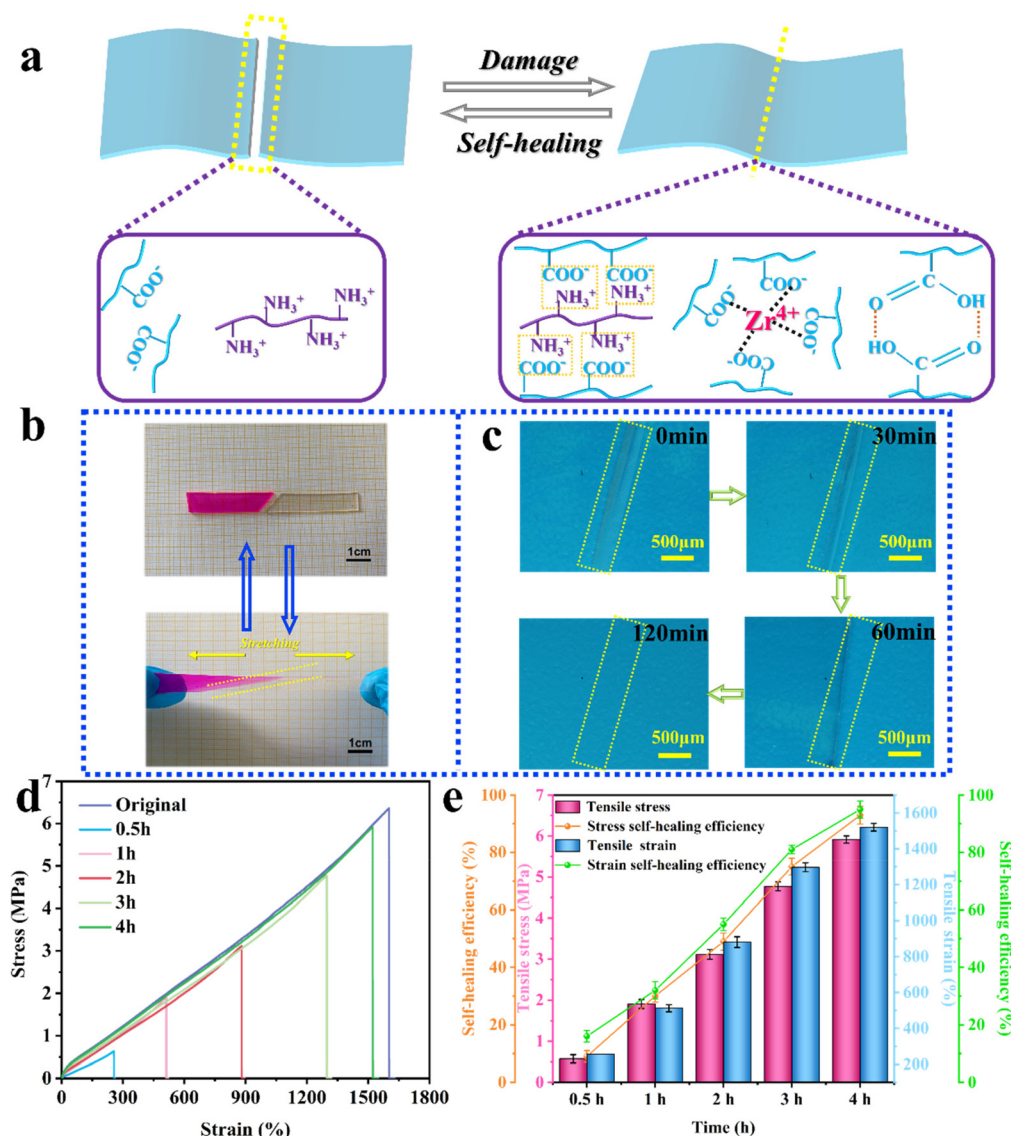 a
Damage
Self-healing
COO-
COO-
NH3+
NH3+
NH3+
NH3+
COO-
COO-
NH3+
NH3+
NH3+
NH3+
COO-
COO-
COO-
COO-
Zr4+
COO-
COO-
O
C
OH
HO
C
O
b
1cm
Stretching
1cm
c
0min
500μm
30min
500μm
120min
500μm
60min
500μm
d
Original
0.5h
1h
2h
3h
4h
Stress (MPa)
7
6
5
4
3
2
1
0
0
300
600
900
1200
1500
1800
Strain (%)
e
Self-healing efficiency (%)
100
80
60
40
20
0
Tensile stress (MPa)
7
6
5
4
3
2
1
0
Tensile stress
Stress self-healing efficiency
Tensile strain
Strain self-healing efficiency
0.5 h
1 h
2 h
3 h
4 h
Time (h)
1600
1400
1200
1000
800
600
400
200
Tensile strain (%)
100
80
60
40
20
0
Self-healing efficiency (%)